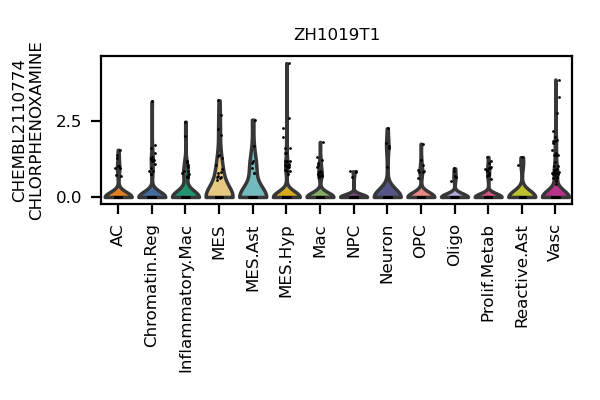 ZH1019T1
CHEMBL2110774
CHLORPHENOXAMINE
2.5
0.0
AC
Chromatin.Reg
Inflammatory.Mac
MES
MES.Ast
MES.Hyp
Mac
NPC
Neuron
OPC
Oligo
Prolif.Metab
Reactive.Ast
Vasc